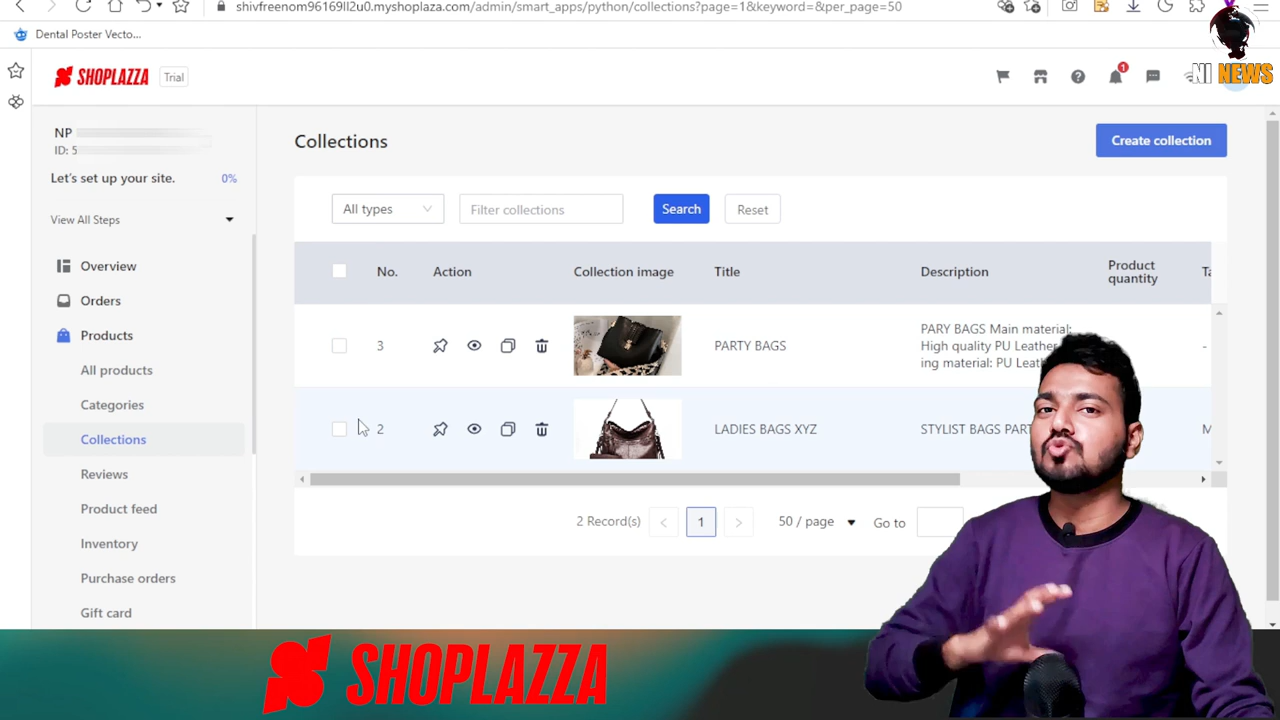 shivfreenom96169ll2u0.myshoplaza.com/admin/smart_apps/python/collections?page=1&keyword=&per_page=50
Dental Poster Vecto...
NI NEWS
SHOPLAZZA Trial
1
NP
ID: 5
Let's set up your site. 0%
View All Steps
Overview
Orders
Products
All products
Categories
Collections
Reviews
Product feed
Inventory
Purchase orders
Gift card
Collections
Create collection
All types
Filter collections
Search
Reset
No. Action Collection image Title Description Product quantity
3 PARTY BAGS
PARY BAGS Main material:
High quality PU Leather
ing material: PU Leat
-
2 LADIES BAGS XYZ STYLIST BAGS PART M
2 Record(s) < 1 > 50 / page Go to
SHOPLAZZA